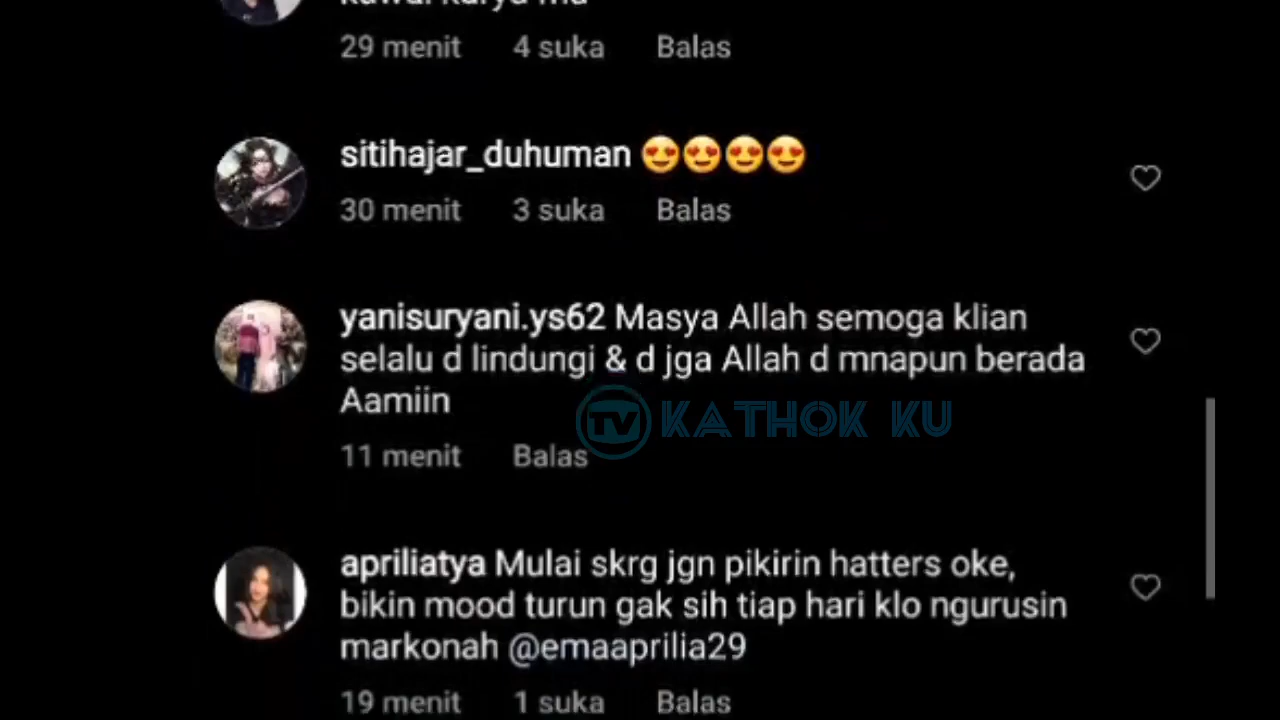 29 menit 4 suka Balas
sitihajar_duhuman 😍😍😍😍
30 menit 3 suka Balas
yanisuryani.ys62 Masya Allah semoga klian
selalu d lindungi & d jga Allah d mnapun berada
Aamiin
TV KATHOK KU
11 menit Balas
apriliatya Mulai skrg jgn pikirin hatters oke,
bikin mood turun gak sih tiap hari klo ngurusin
markonah @emaaprilia29
19 menit 1 suka Balas